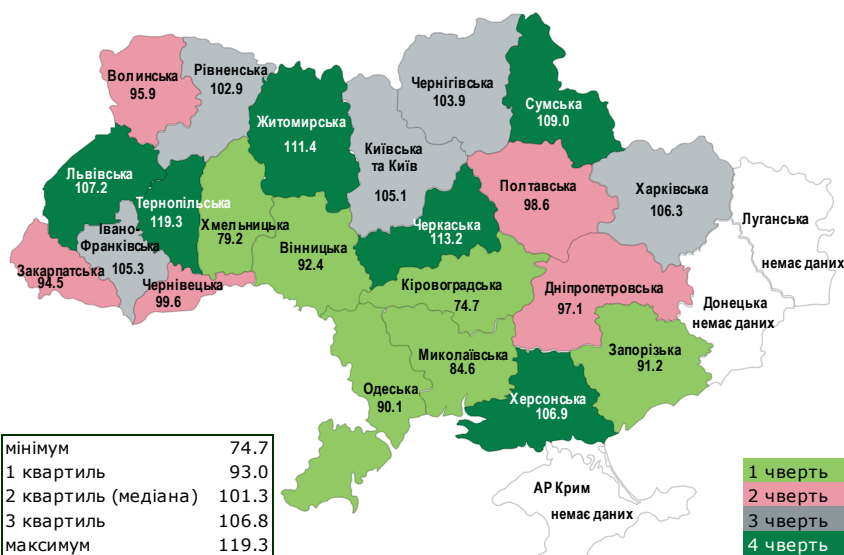 Волинська
95.9
Рівненська
102.9
Житомирська
111.4
Київська
та Київ
105.1
Чернігівська
103.9
Сумська
109.0
Львівська
107.2
Тернопільська
119.3
Хмельницька
79.2
Вінницька
92.4
Івано-
Франківська
105.3
Закарпатська
94.5
Чернівецька
99.6
Черкаська
113.2
Полтавська
98.6
Харківська
106.3
Луганська
немає даних
Донецька
немає даних
Кіровоградська
74.7
Дніпропетровська
97.1
Запорізька
91.2
Миколаївська
84.6
Одеська
90.1
Херсонська
106.9
АР Крим
немає даних
мінімум 74.7
1 квартиль 93.0
2 квартиль (медіана) 101.3
3 квартиль 106.8
максимум 119.3
1 чверть
2 чверть
3 чверть
4 чверть